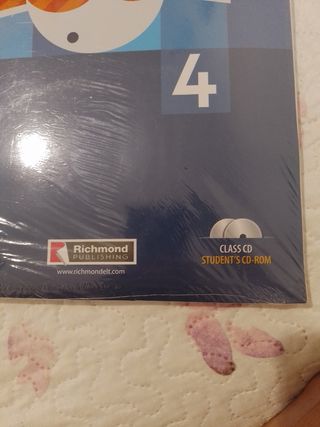 4
Richmond
PUBLISHING
www.richmondelt.com
CLASS CD
STUDENT'S CD-ROM